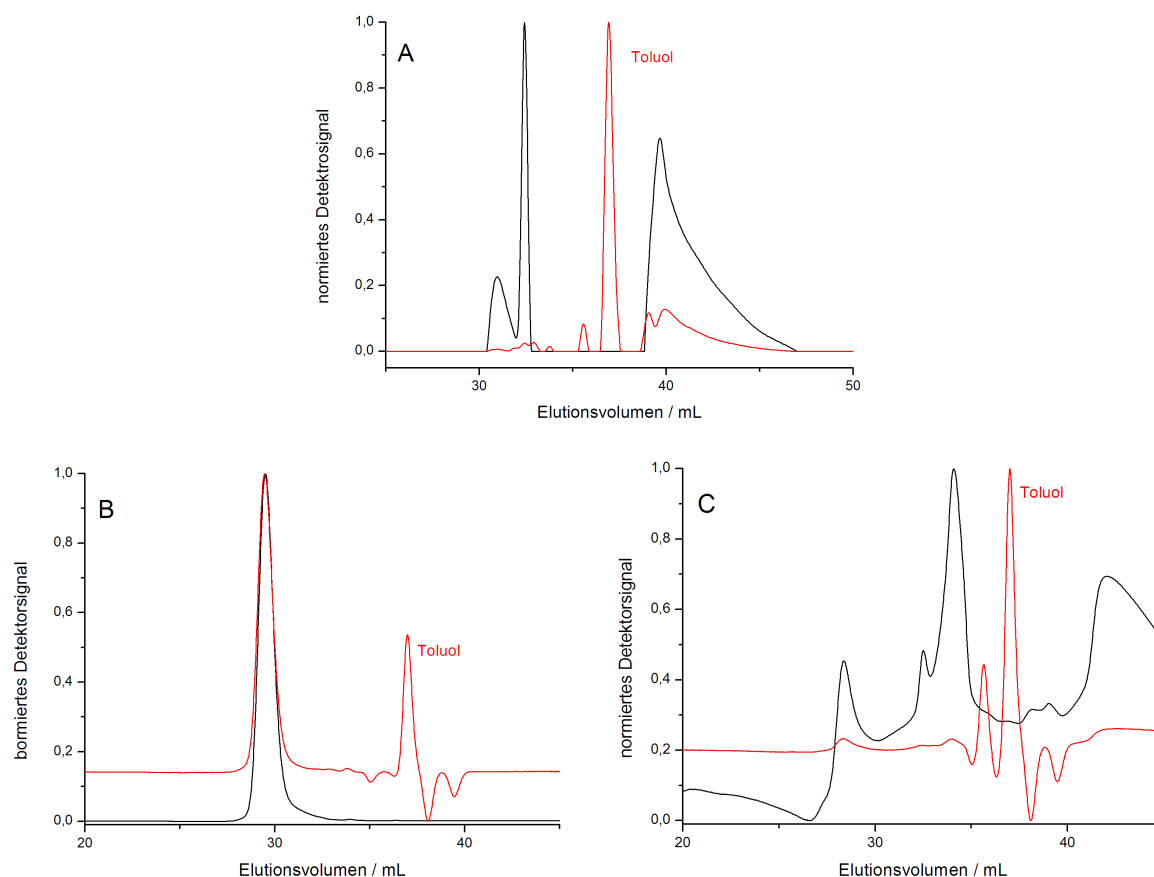 A
Toluol
normiertes Detektrosignal
1,0
0,8
0,6
0,4
0,2
0,0
30
40
50
Elutionsvolumen / mL
B
Toluol
bormiertes Detektorsignal
1,0
0,8
0,6
0,4
0,2
0,0
20
30
40
Elutionsvolumen / mL
C
Toluol
normiertes Detektorsignal
1,0
0,8
0,6
0,4
0,2
0,0
20
30
40
Elutionsvolumen / mL